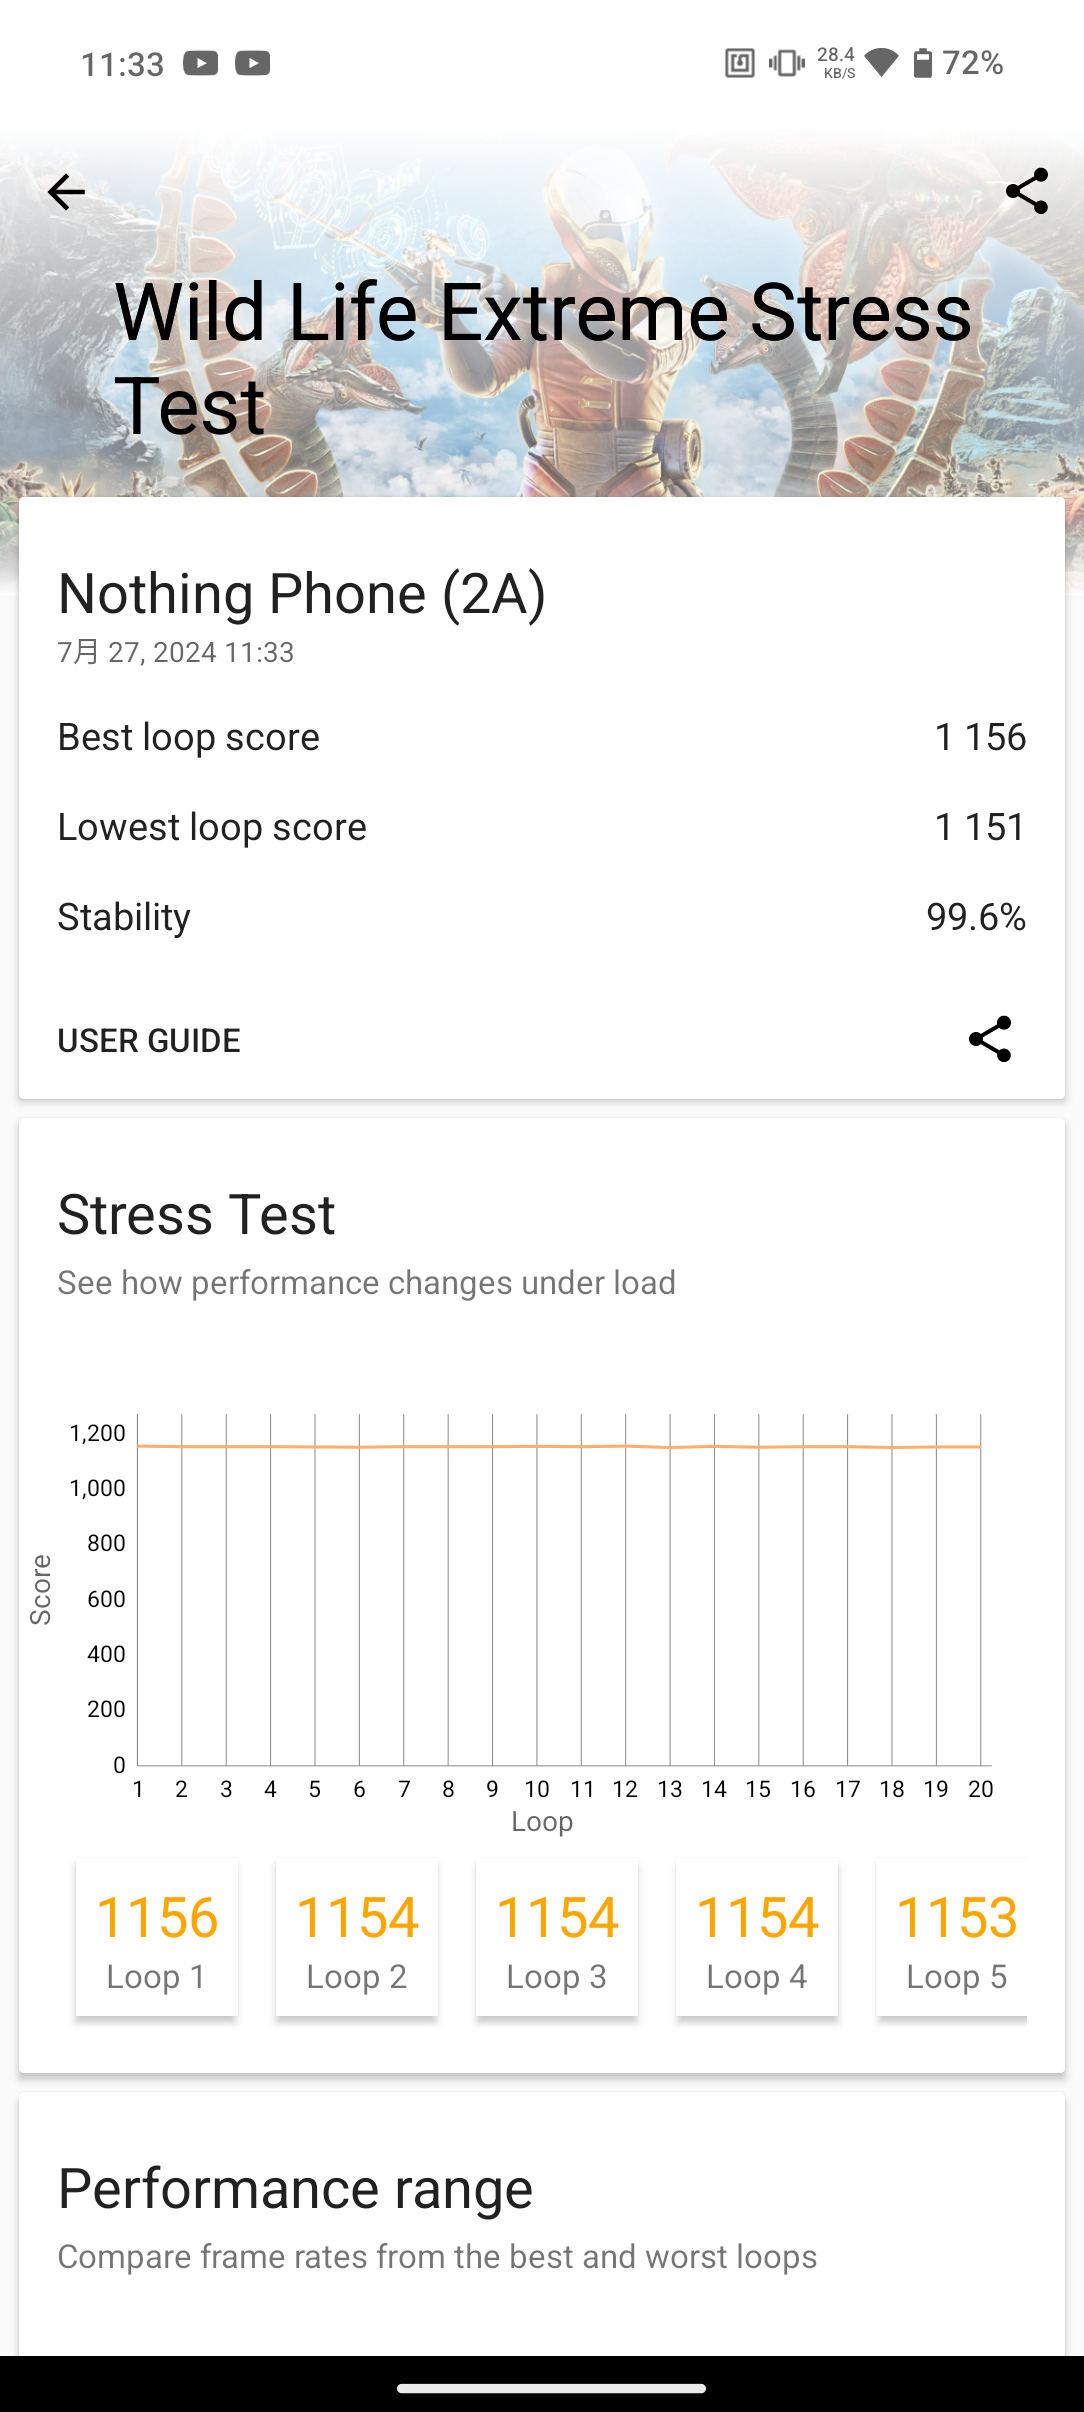 11:33
28.4
KB/S
72%
Wild Life Extreme Stress
Test
Nothing Phone (2A)
7月 27, 2024 11:33
Best loop score 1 156
Lowest loop score 1 151
Stability 99.6%
USER GUIDE
Stress Test
See how performance changes under load
1,200
1,000
800
600
400
200
0
Score
1 2 3 4 5 6 7 8 9 10 11 12 13 14 15 16 17 18 19 20
Loop
1156 1154 1154 1154 1153
Loop 1 Loop 2 Loop 3 Loop 4 Loop 5
Performance range
Compare frame rates from the best and worst loops